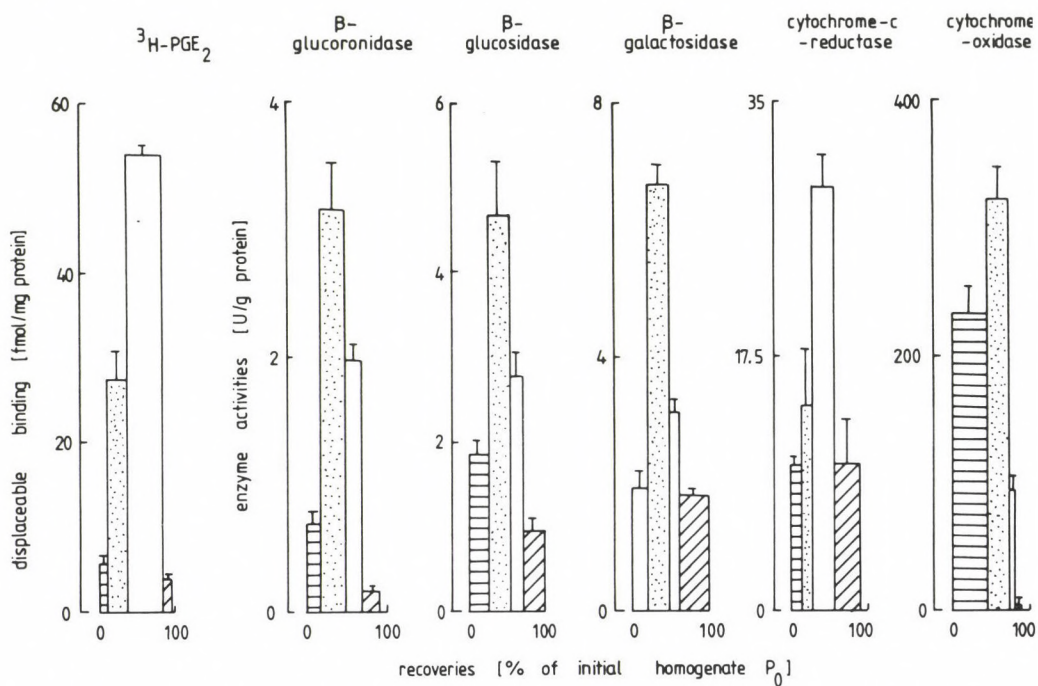 ³H-PGE₂
β-
glucoronidase
β-
glucosidase
β-
galactosidase
cytochrome-c
-reductase
cytochrome
-oxidase
displaceable binding [fmol/mg protein]
60
40
20
0
enzyme activities [U/g protein]
4
2
0
6
4
2
0
8
4
0
35
17.5
0
400
200
0
0 100
0 100
0 100
0 100
0 100
0 100
recoveries [% of initial homogenate P₀]